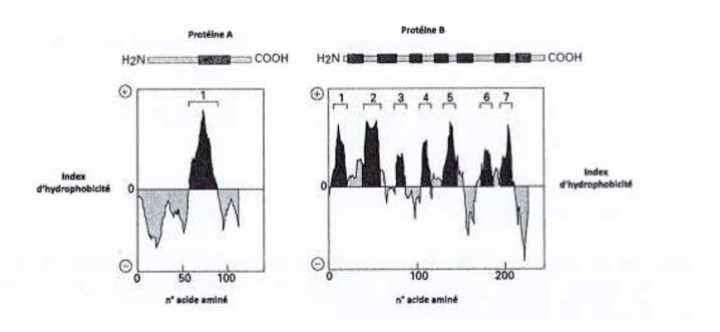 Protéine A
H2N COOH
1
+
Index
d'hydrophobicité
0
−
0 50 100
n° acide aminé
Protéine B
H2N COOH
1 2 3 4 5 6 7
+
0
−
0 100 200
n° acide aminé
Index
d'hydrophobicité